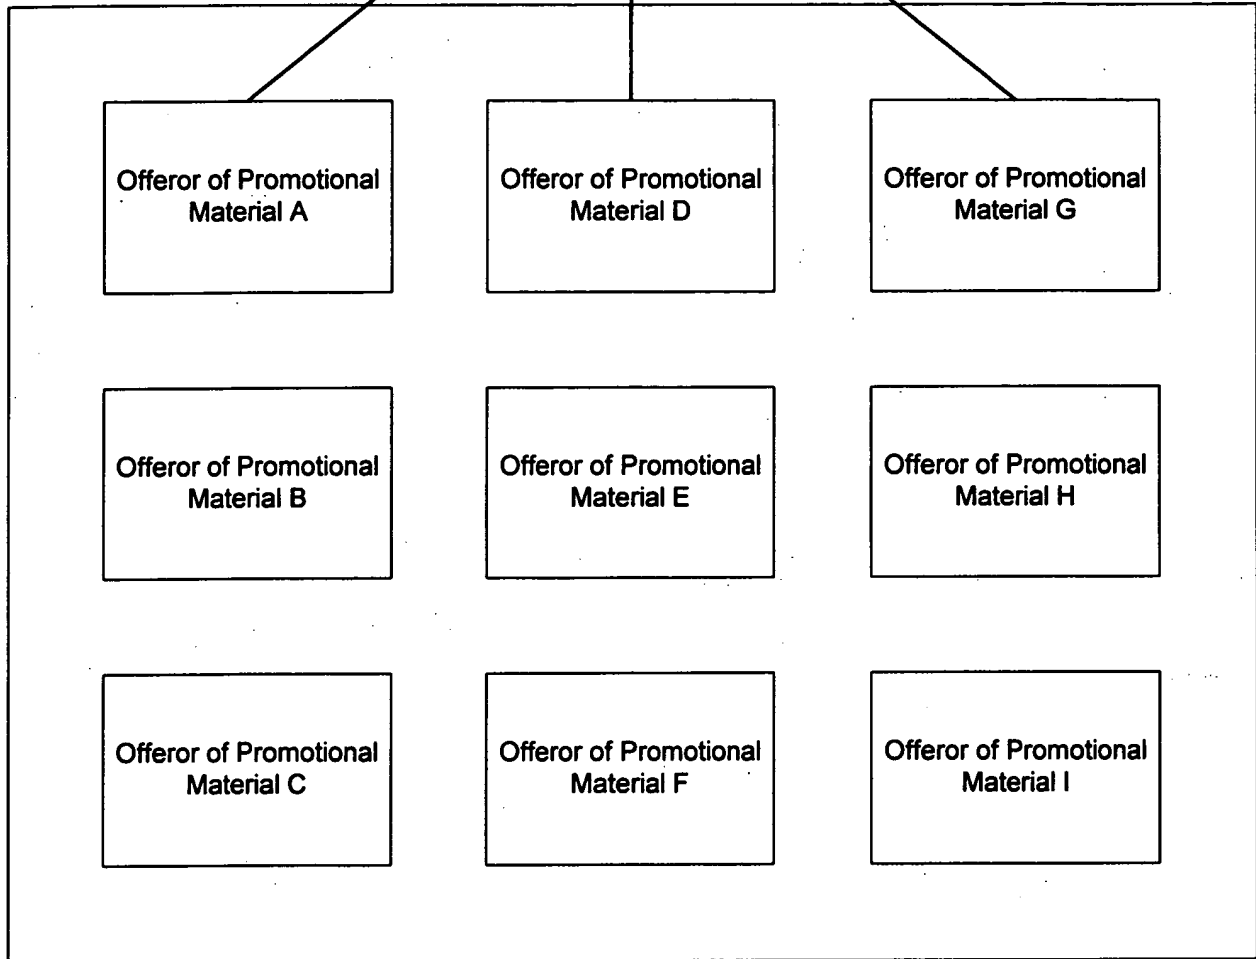 Offeror of Promotional
Material A
Offeror of Promotional
Material D
Offeror of Promotional
Material G
Offeror of Promotional
Material B
Offeror of Promotional
Material E
Offeror of Promotional
Material H
Offeror of Promotional
Material C
Offeror of Promotional
Material F
Offeror of Promotional
Material I